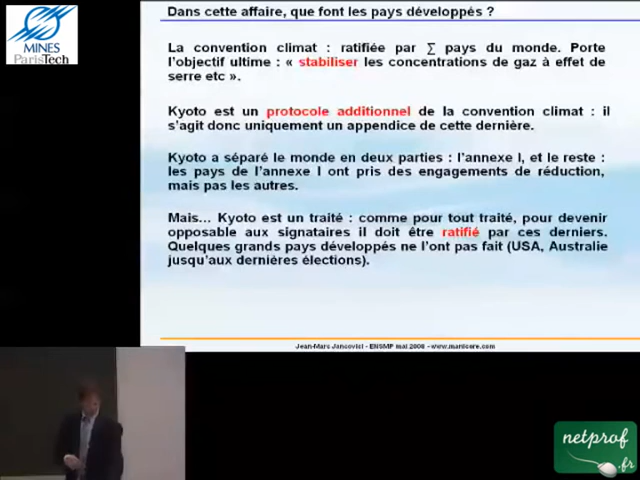 Dans cette affaire, que font les pays développés ?
MINES
ParisTech
La convention climat : ratifiée par ∑ pays du monde. Porte
l'objectif ultime : « stabiliser les concentrations de gaz à effet de
serre etc ».
Kyoto est un protocole additionnel de la convention climat : il
s'agit donc uniquement un appendice de cette dernière.
Kyoto a séparé le monde en deux parties : l'annexe I, et le reste :
les pays de l'annexe I ont pris des engagements de réduction,
mais pas les autres.
Mais... Kyoto est un traité : comme pour tout traité, pour devenir
opposable aux signataires il doit être ratifié par ces derniers.
Quelques grands pays développés ne l'ont pas fait (USA, Australie
jusqu'aux dernières élections).
Jean-Marc Jancovici - ENSMP mai 2008 - www.manicore.com
netprof
.fr